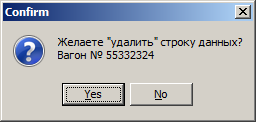 Confirm
Желаете "удалить" строку данных?
Вагон № 55332324
Yes
No